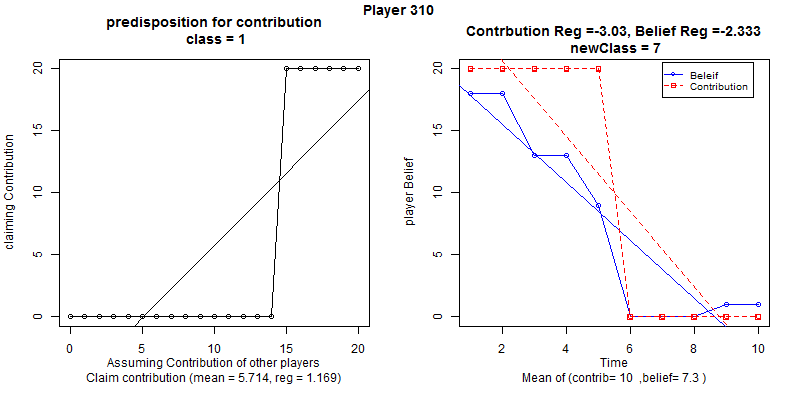 Player 310
predisposition for contribution
class = 1
claiming Contribution
0
5
10
15
20
0
5
10
15
20
Assuming Contribution of other players
Claim contribution (mean = 5.714, reg = 1.169)
Contrbution Reg =-3.03, Belief Reg =-2.333
newClass = 7
Beleif
Contribution
player Belief
0
5
10
15
20
2
4
6
8
10
Time
Mean of (contrib= 10 ,belief= 7.3 )